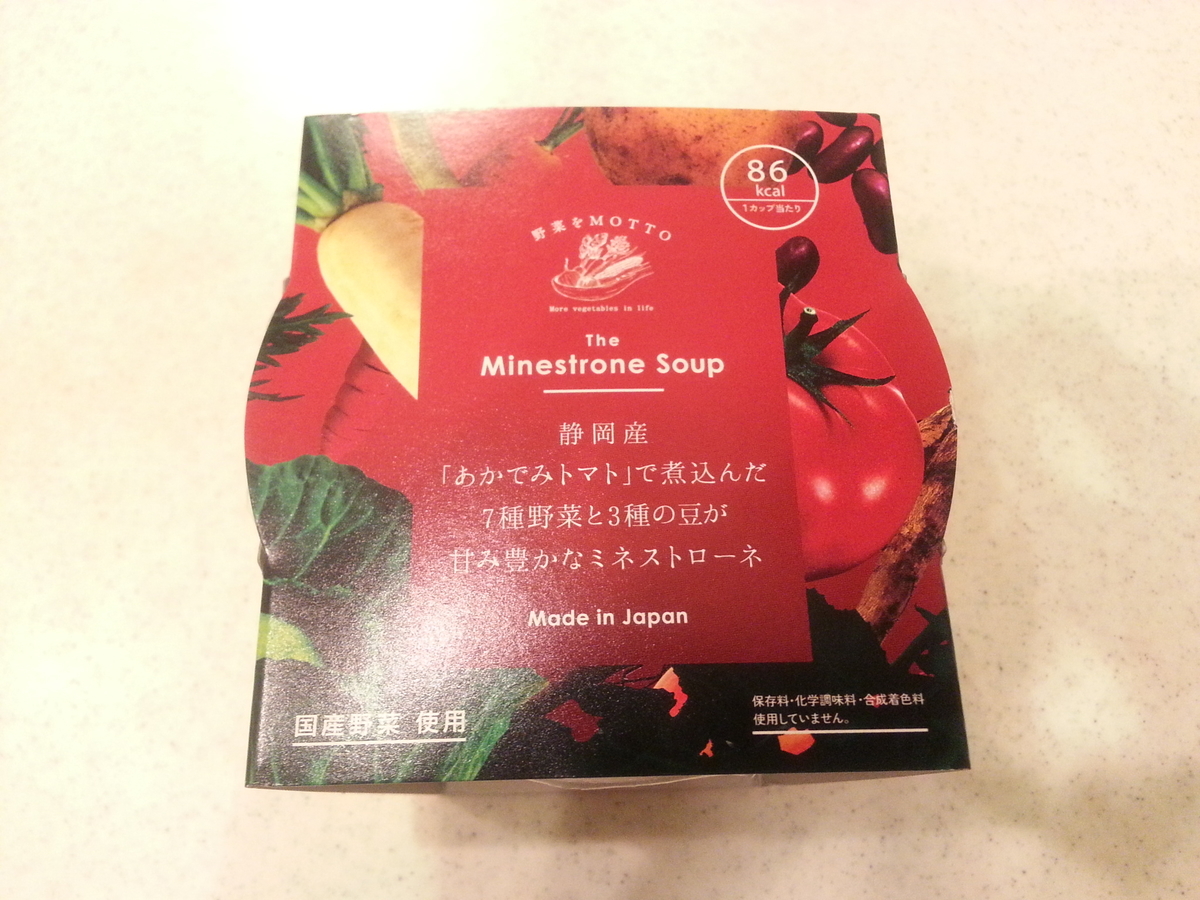 86
kcal
1カップ当たり
野菜をMOTTO
More vegetables in life
The
Minestrone Soup
静岡産
「あかでみトマト」で煮込んだ
7種野菜と3種の豆が
甘み豊かなミネストローネ
Made in Japan
国産野菜 使用
保存料・化学調味料・合成着色料
使用していません。